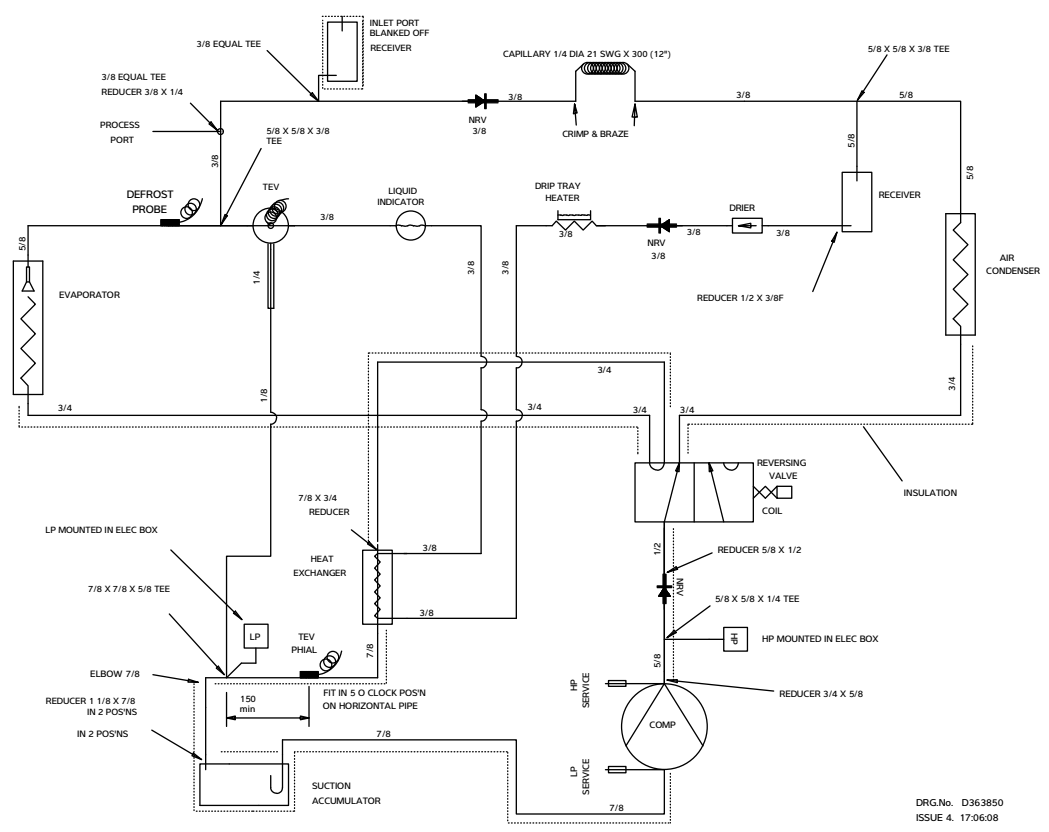 INLET PORT
BLANKED OFF
RECEIVER
3/8 EQUAL TEE
CAPILLARY 1/4 DIA 21 SWG X 300 (12")
5/8 X 5/8 X 3/8 TEE
3/8 EQUAL TEE
REDUCER 3/8 X 1/4
3/8
3/8
5/8
NRV
3/8
CRIMP & BRAZE
PROCESS
PORT
5/8 X 5/8 X 3/8
TEE
3/8
5/8
5/8
DEFROST
PROBE
TEV
LIQUID
INDICATOR
DRIP TRAY
HEATER
DRIER
RECEIVER
3/8
3/8
3/8
3/8
NRV
3/8
5/8
EVAPORATOR
1/4
3/8
3/8
AIR
CONDENSER
REDUCER 1/2 X 3/8F
3/4
3/4
1/8
3/4
3/4
3/4
3/4
REVERSING
VALVE
COIL
INSULATION
7/8 X 3/4
REDUCER
LP MOUNTED IN ELEC BOX
3/8
HEAT
EXCHANGER
1/2
REDUCER 5/8 X 1/2
NRV
7/8 X 7/8 X 5/8 TEE
5/8 X 5/8 X 1/4 TEE
3/8
LP
TEV
PHIAL
7/8
HP
HP MOUNTED IN ELEC BOX
5/8
ELBOW 7/8
FIT IN 5 O CLOCK POS'N
ON HORIZONTAL PIPE
HP
SERVICE
REDUCER 3/4 X 5/8
REDUCER 1 1/8 X 7/8
IN 2 POS'NS
150
min
COMP
IN 2 POS'NS
7/8
LP
SERVICE
SUCTION
ACCUMULATOR
7/8
DRG.No. D363850
ISSUE 4. 17:06:08